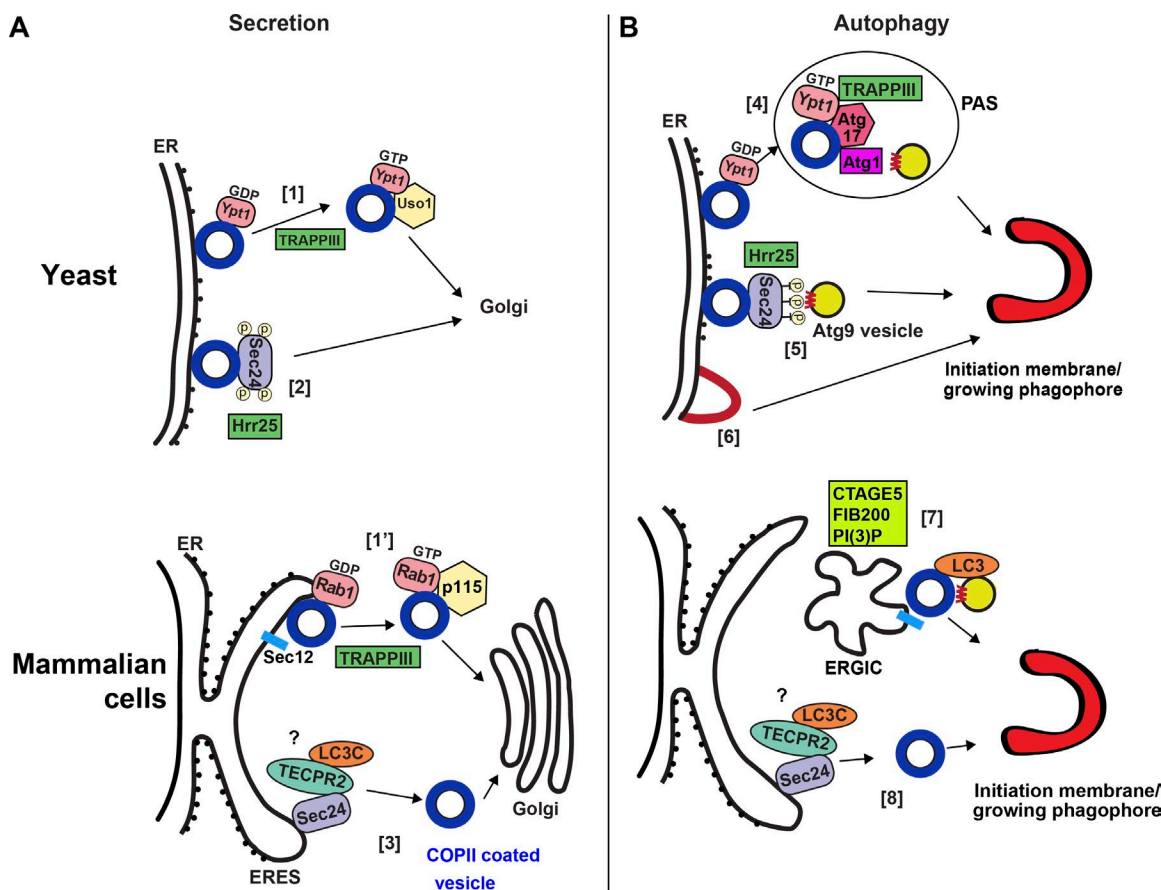 A
Secretion
ER
GDP
Ypt1
[1]
TRAPPIII
GTP
Ypt1
Uso1
Yeast
Golgi
P P
Sec24
P P
[2]
Hrr25
ER
[1']
GDP
Rab1
GTP
Rab1
p115
Sec12
TRAPPIII
Mammalian
cells
?
LC3C
TECPR2
Sec24
[3]
Golgi
ERES
COPII coated
vesicle
B
Autophagy
[4]
GTP
TRAPPIII
Ypt1
Atg
17
Atg1
PAS
ER
GDP
Ypt1
Hrr25
Sec24
P
P
P
Atg9 vesicle
[5]
[6]
Initiation membrane/
growing phagophore
CTAGE5
FIB200
PI(3)P
[7]
LC3
ERGIC
?
LC3C
TECPR2
Sec24
[8]
Initiation membrane/
growing phagophore